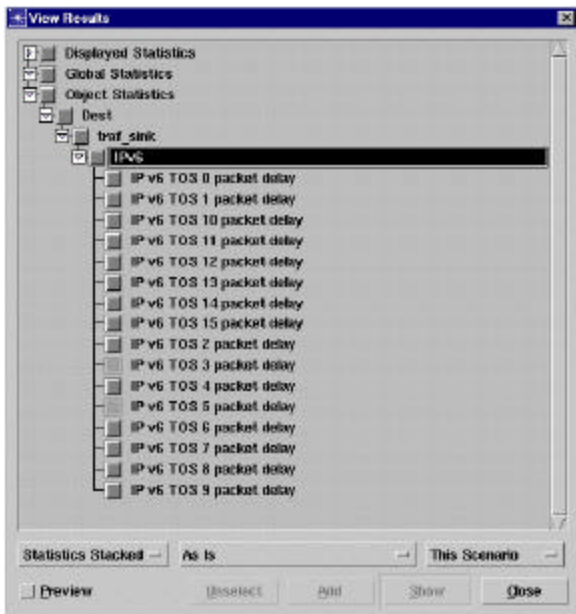 View Results
Displayed Statistics
Global Statistics
Object Statistics
Dest
traf_sink
IPv6
IP v6 TOS 0 packet delay
IP v6 TOS 1 packet delay
IP v6 TOS 10 packet delay
IP v6 TOS 11 packet delay
IP v6 TOS 12 packet delay
IP v6 TOS 13 packet delay
IP v6 TOS 14 packet delay
IP v6 TOS 15 packet delay
IP v6 TOS 2 packet delay
IP v6 TOS 3 packet delay
IP v6 TOS 4 packet delay
IP v6 TOS 5 packet delay
IP v6 TOS 6 packet delay
IP v6 TOS 7 packet delay
IP v6 TOS 8 packet delay
IP v6 TOS 9 packet delay
Statistics Stacked As Is This Scenario
Preview Unselect Add Show Close